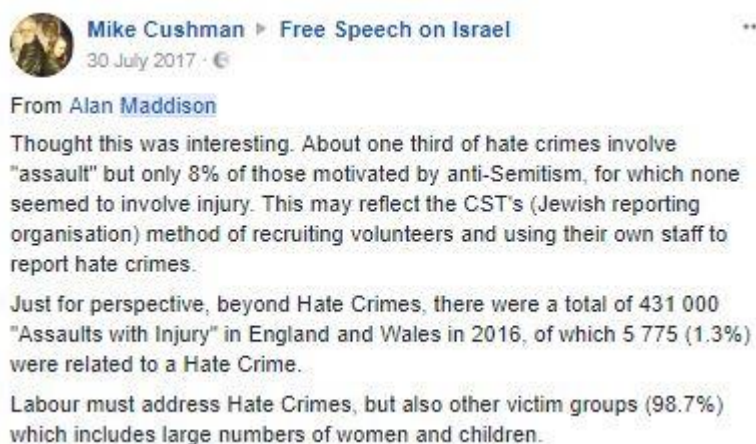 Mike Cushman ▸ Free Speech on Israel
30 July 2017 ·
From Alan Maddison
Thought this was interesting. About one third of hate crimes involve
"assault" but only 8% of those motivated by anti-Semitism, for which none
seemed to involve injury. This may reflect the CST's (Jewish reporting
organisation) method of recruiting volunteers and using their own staff to
report hate crimes.
Just for perspective, beyond Hate Crimes, there were a total of 431 000
"Assaults with Injury" in England and Wales in 2016, of which 5 775 (1.3%)
were related to a Hate Crime.
Labour must address Hate Crimes, but also other victim groups (98.7%)
which includes large numbers of women and children.